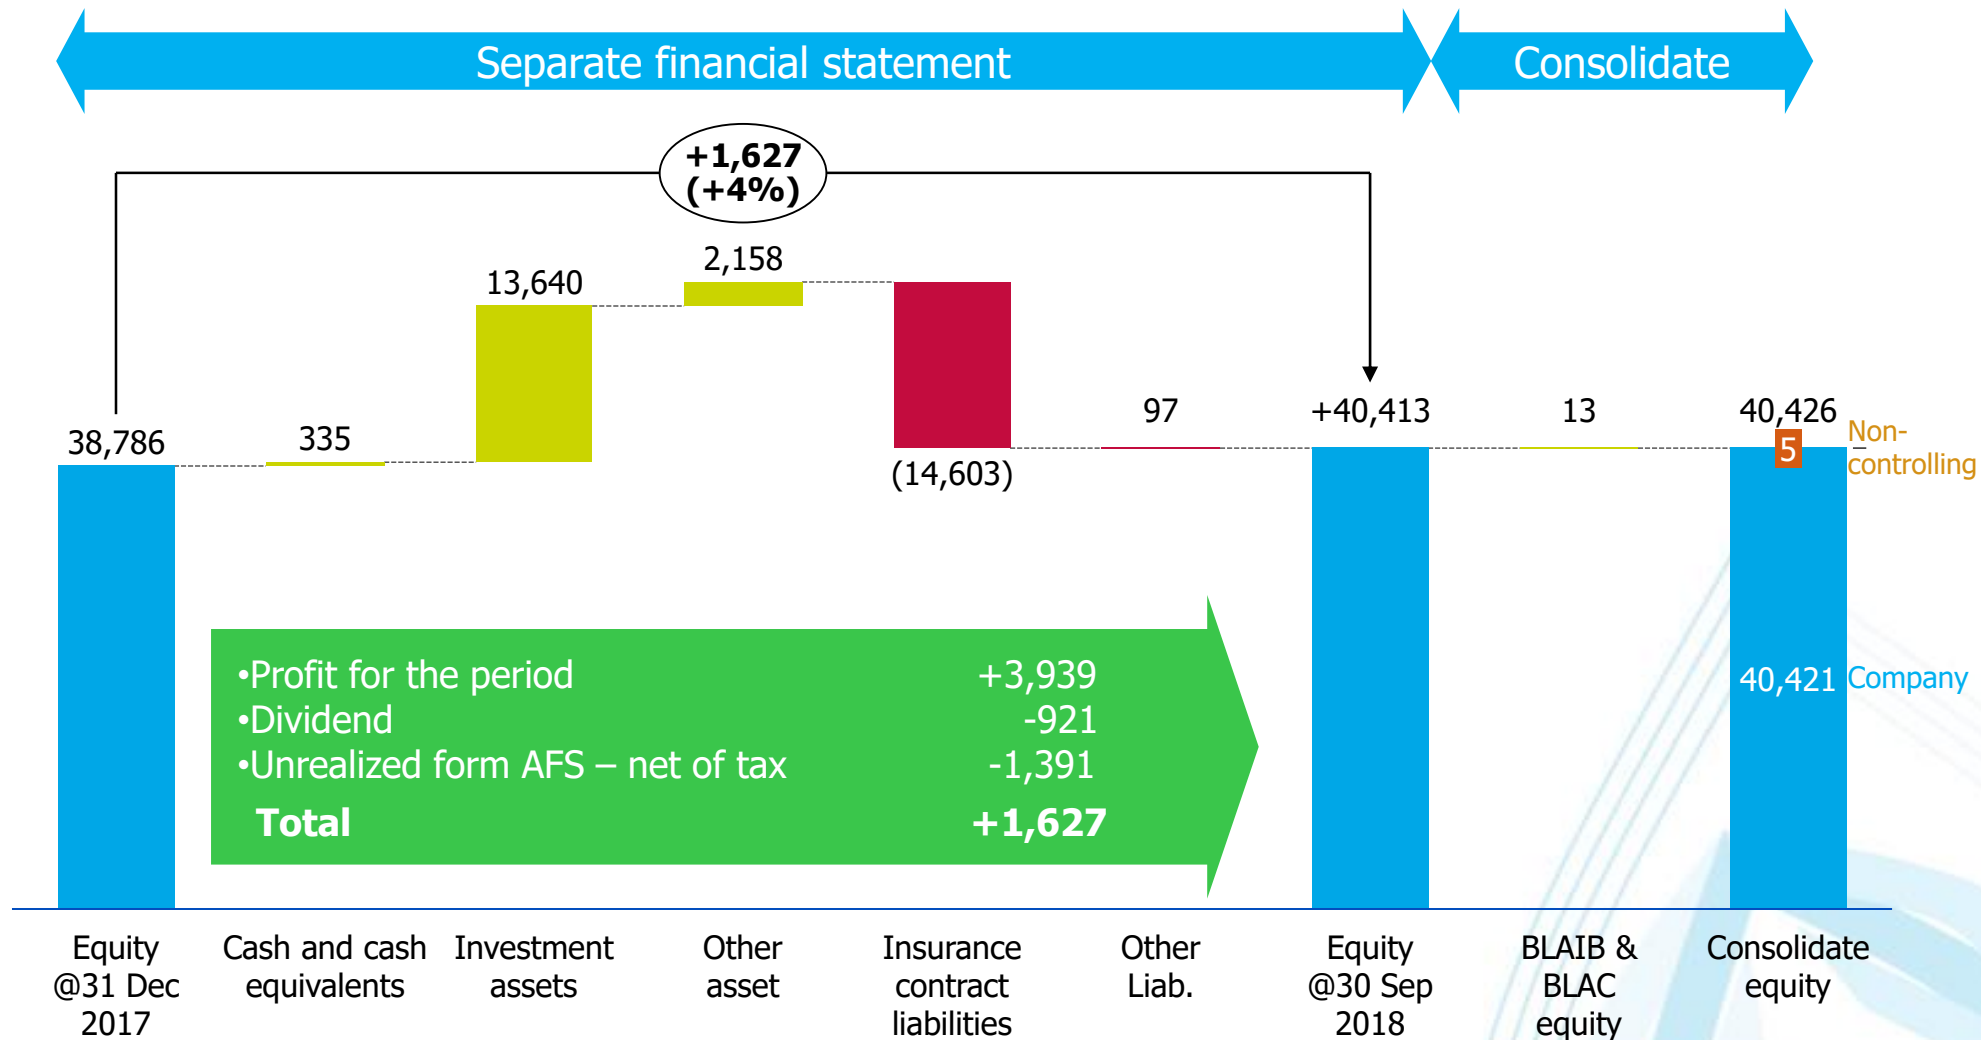 Separate financial statement
Consolidate
+1,627
(+4%)
38,786
335
13,640
2,158
(14,603)
97
+40,413
13
40,426
5
Non-
controlling
40,421
Company
•Profit for the period +3,939
•Dividend -921
•Unrealized form AFS – net of tax -1,391
Total +1,627
Equity
@31 Dec
2017
Cash and cash
equivalents
Investment
assets
Other
asset
Insurance
contract
liabilities
Other
Liab.
Equity
@30 Sep
2018
BLAIB &
BLAC
equity
Consolidate
equity